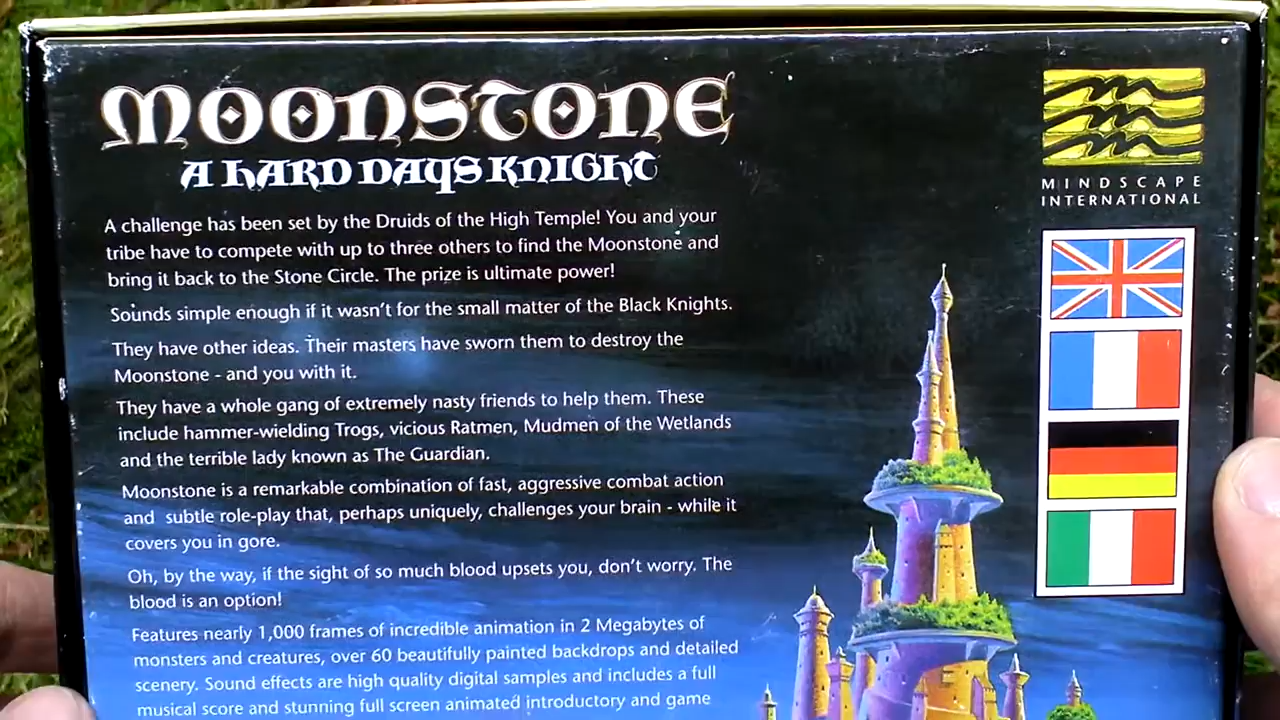 MOONSTONE
A HARD DAYS KNIGHT
A challenge has been set by the Druids of the High Temple! You and your
tribe have to compete with up to three others to find the Moonstone and
bring it back to the Stone Circle. The prize is ultimate power!
Sounds simple enough if it wasn't for the small matter of the Black Knights.
They have other ideas. Their masters have sworn them to destroy the
Moonstone - and you with it.
They have a whole gang of extremely nasty friends to help them. These
include hammer-wielding Trogs, vicious Ratmen, Mudmen of the Wetlands
and the terrible lady known as The Guardian.
Moonstone is a remarkable combination of fast, aggressive combat action
and subtle role-play that, perhaps uniquely, challenges your brain - while it
covers you in gore.
Oh, by the way, if the sight of so much blood upsets you, don't worry. The
blood is an option!
Features nearly 1,000 frames of incredible animation in 2 Megabytes of
monsters and creatures, over 60 beautifully painted backdrops and detailed
scenery. Sound effects are high quality digital samples and includes a full
musical score and stunning full screen animated introductory and game
MINDSCAPE
INTERNATIONAL